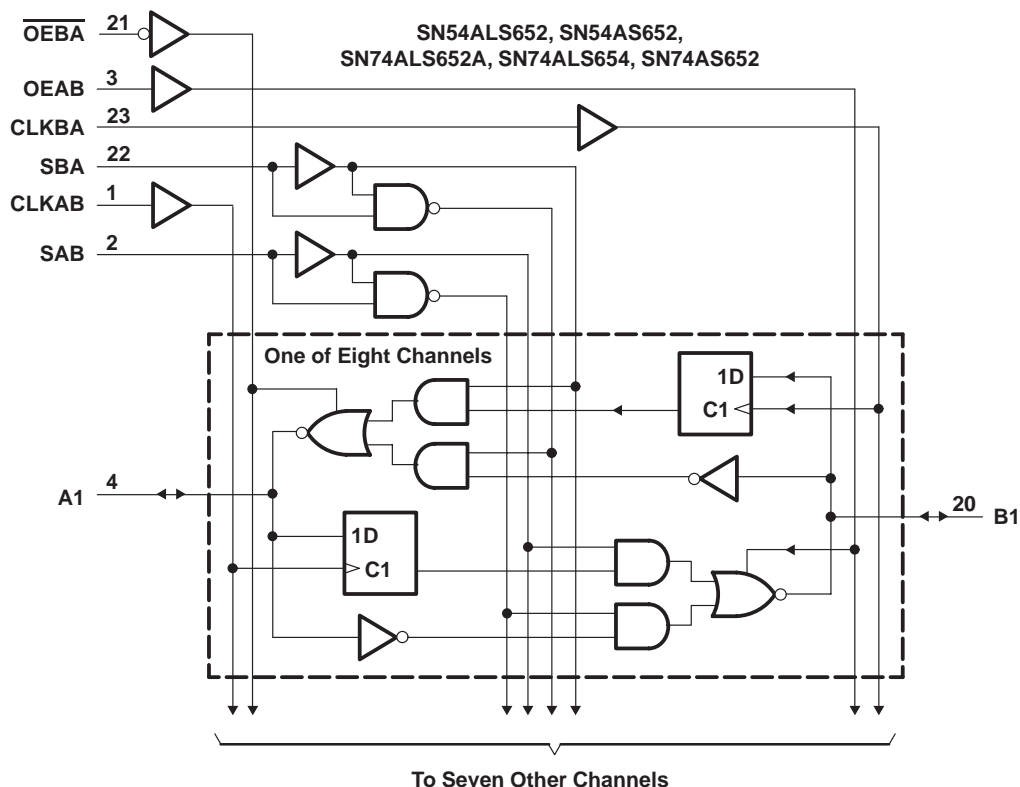 OEBA 21
SN54ALS652, SN54AS652,
SN74ALS652A, SN74ALS654, SN74AS652
OEAB 3
CLKBA 23
SBA 22
CLKAB 1
SAB 2
One of Eight Channels
1D
C1
A1 4
20 B1
1D
C1
To Seven Other Channels